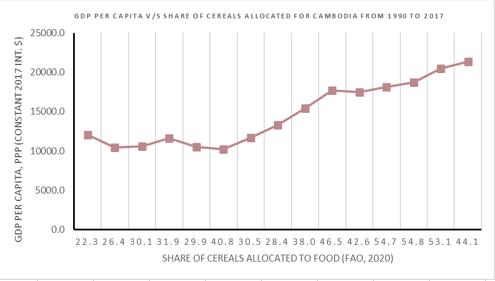 GDP PER CAPITA V/S SHARE OF CEREALS ALLOCATED FOR CAMBODIA FROM 1990 TO 2017
GDP PER CAPITA, PPP (CONSTANT 2017 INT. $)
25000.0
20000.0
15000.0
10000.0
5000.0
0.0
22.3 26.4 30.1 31.9 29.9 40.8 30.5 28.4 38.0 46.5 42.6 54.7 54.8 53.1 44.1
SHARE OF CEREALS ALLOCATED TO FOOD (FAO, 2020)